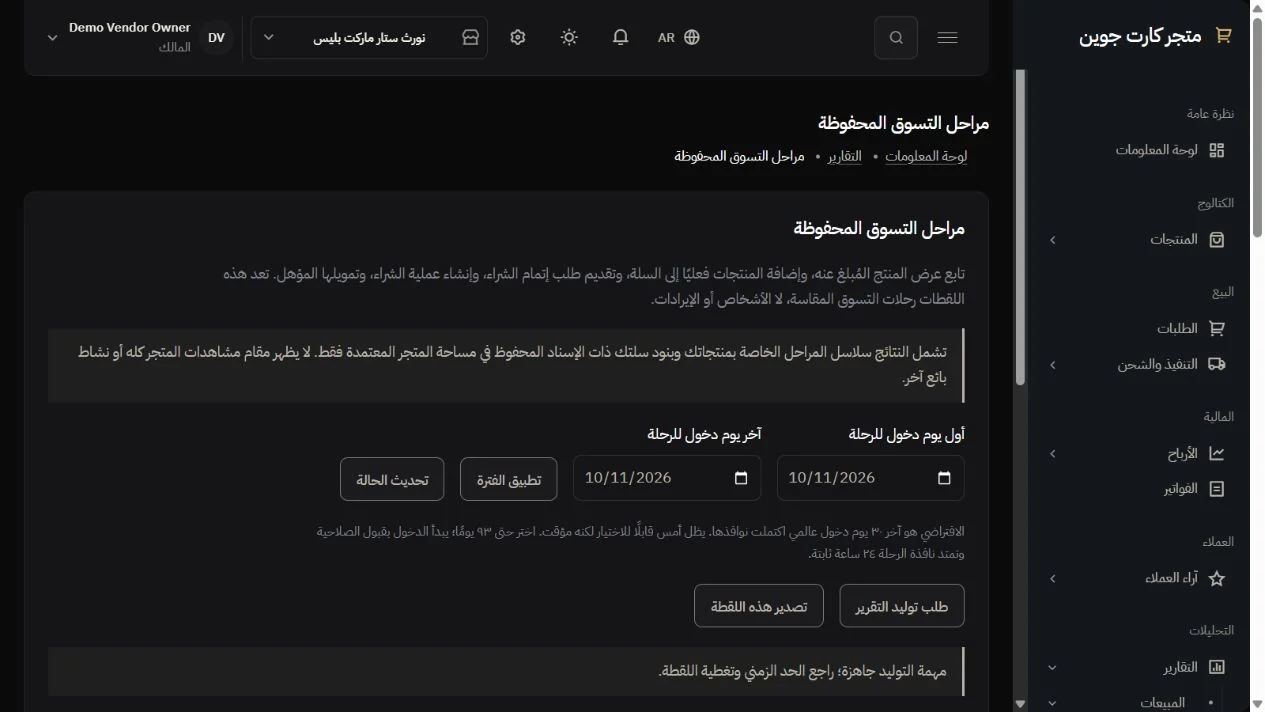 متجر كارت جوين
نظرة عامة
لوحة المعلومات
الكتالوج
المنتجات
البيع
الطلبات
التنفيذ والشحن
المالية
الأرباح
الفواتير
العملاء
آراء العملاء
التحليلات
التقارير
المبيعات
AR
نورث ستار ماركت بليس
DV
Demo Vendor Owner
المالك
مراحل التسوق المحفوظة
لوحة المعلومات • التقارير • مراحل التسوق المحفوظة
مراحل التسوق المحفوظة
تابع عرض المنتج المُبلغ عنه، وإضافة المنتجات فعليًا إلى السلة، وتقديم طلب إتمام الشراء، وإنشاء عملية الشراء، وتمويلها المؤهل. تعد هذه
اللقطات رحلات التسوق المقاسة، لا الأشخاص أو الإيرادات.
تشمل النتائج سلاسل المراحل الخاصة بمنتجاتك وبنود سلتك ذات الإسناد المحفوظ في مساحة المتجر المعتمدة فقط. لا يظهر مقام مشاهدات المتجر كله أو نشاط
بائع آخر.
أول يوم دخول للرحلة
10/11/2026
آخر يوم دخول للرحلة
10/11/2026
تطبيق الفترة
تحديث الحالة
الافتراضي هو آخر ٣٠ يوم دخول عالمي اكتملت نوافذها. يظل أمس قابلًا للاختيار لكنه مؤقت. اختر حتى ٩٣ يومًا؛ يبدأ الدخول بقبول الصلاحية
وتمتد نافذة الرحلة ٢٤ ساعة ثابتة.
طلب توليد التقرير
تصدير هذه اللقطة
مهمة التوليد جاهزة؛ راجع الحد الزمني وتغطية اللقطة.